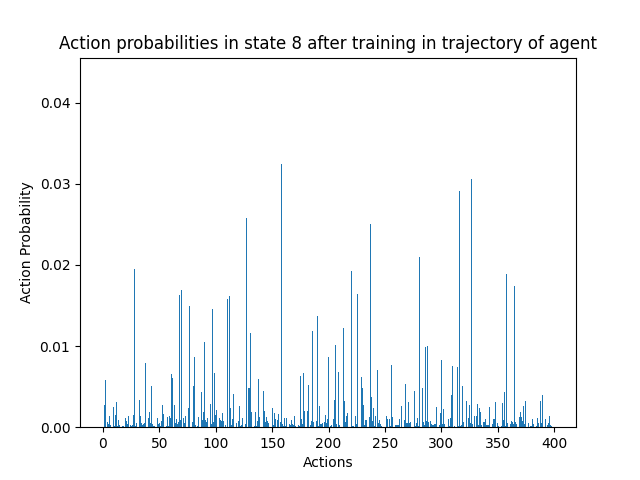 Action probabilities in state 8 after training in trajectory of agent
0.04
0.03
0.02
0.01
0.00
Action Probability
0 50 100 150 200 250 300 350 400
Actions